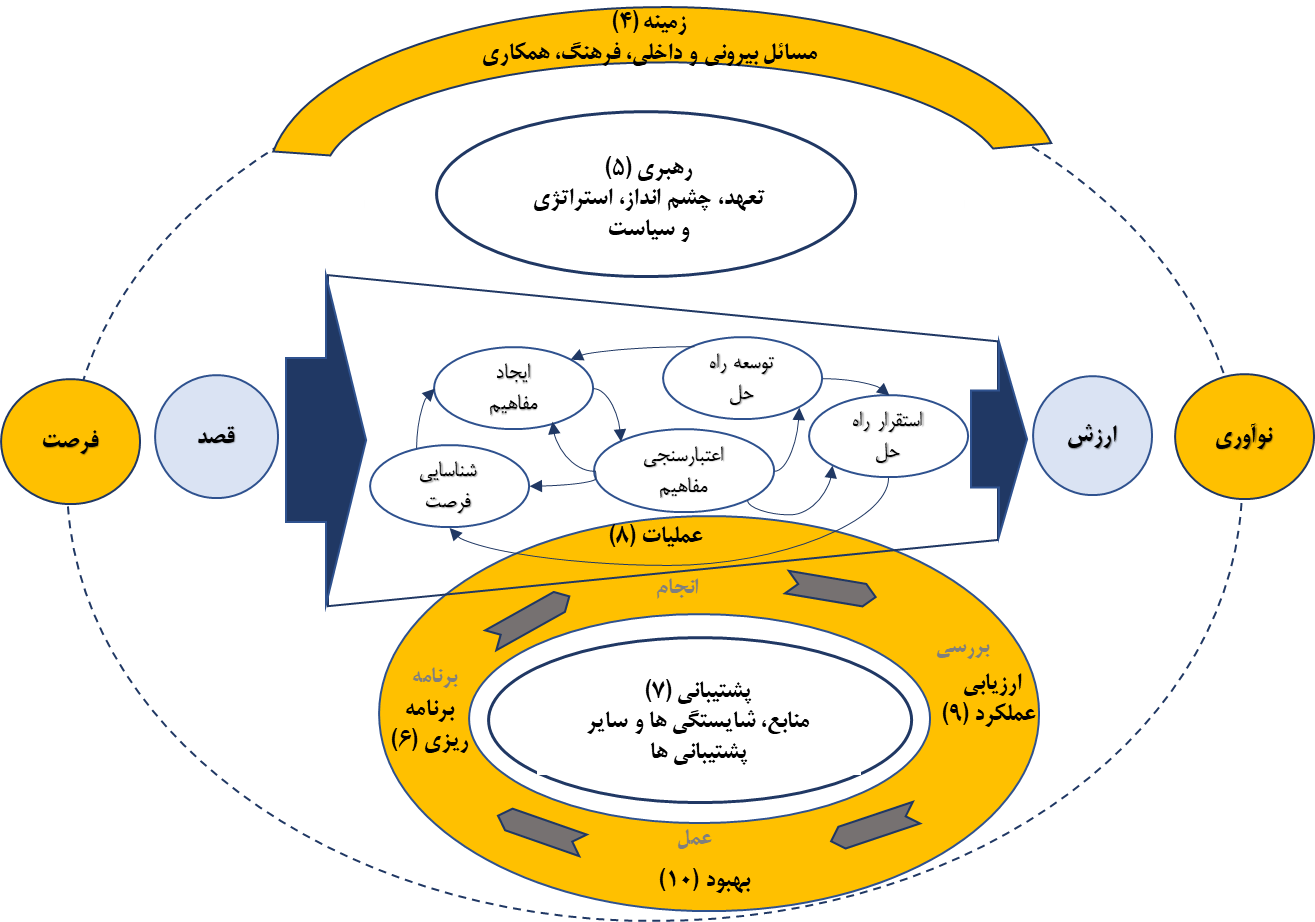 زمینه (۴)
مسائل بیرونی و داخلی، فرهنگ، همکاری
رهبری (۵)
تعهد، چشم انداز، استراتژی
و سیاست
فرصت
قصد
ایجاد
مفاهیم
توسعه راه
حل
استقرار راه
حل
اعتبارسنجی
مفاهیم
شناسایی
فرصت
ارزش
نوآوری
عملیات (۸)
انجام
بررسی
ارزیابی
عملکرد (۹)
برنامه
برنامه
ریزی (۶)
پشتیبانی (۷)
منابع، شایستگی ها و سایر
پشتیبانی ها
عمل
بهبود (۱۰)